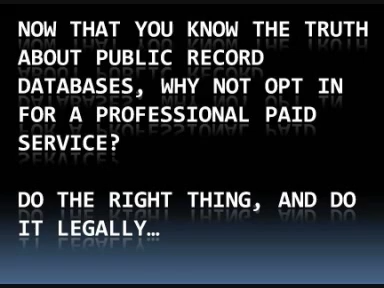 NOW THAT YOU KNOW THE TRUTH
ABOUT PUBLIC RECORD
DATABASES, WHY NOT OPT IN
FOR A PROFESSIONAL PAID
SERVICE?
DO THE RIGHT THING, AND DO
IT LEGALLY…